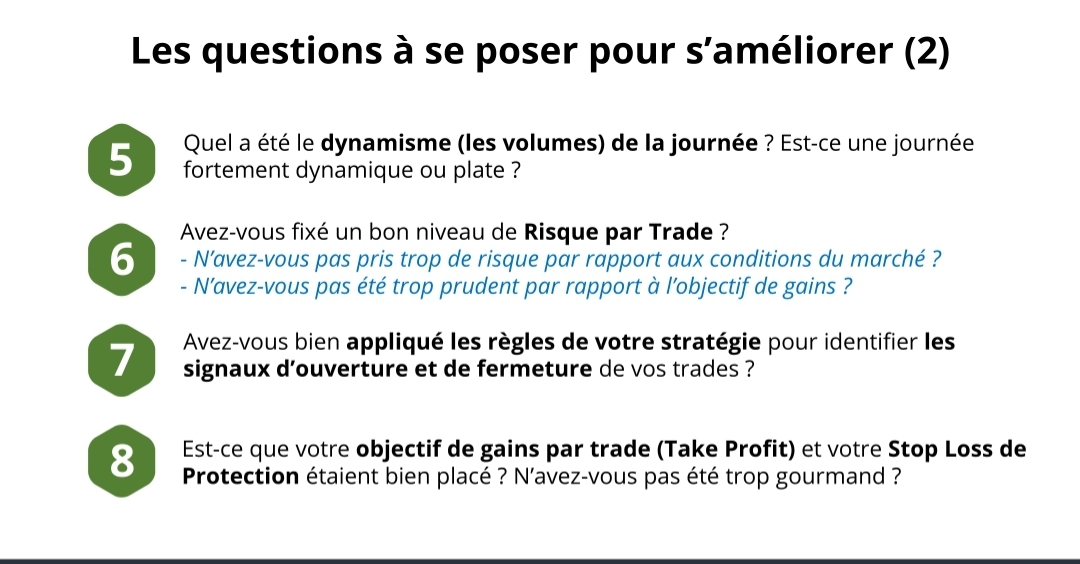 Les questions à se poser pour s’améliorer (2)
5
Quel a été le dynamisme (les volumes) de la journée ? Est-ce une journée
fortement dynamique ou plate ?
6
Avez-vous fixé un bon niveau de Risque par Trade ?
- N’avez-vous pas pris trop de risque par rapport aux conditions du marché ?
- N’avez-vous pas été trop prudent par rapport à l’objectif de gains ?
7
Avez-vous bien appliqué les règles de votre stratégie pour identifier les
signaux d’ouverture et de fermeture de vos trades ?
8
Est-ce que votre objectif de gains par trade (Take Profit) et votre Stop Loss de
Protection étaient bien placé ? N’avez-vous pas été trop gourmand ?